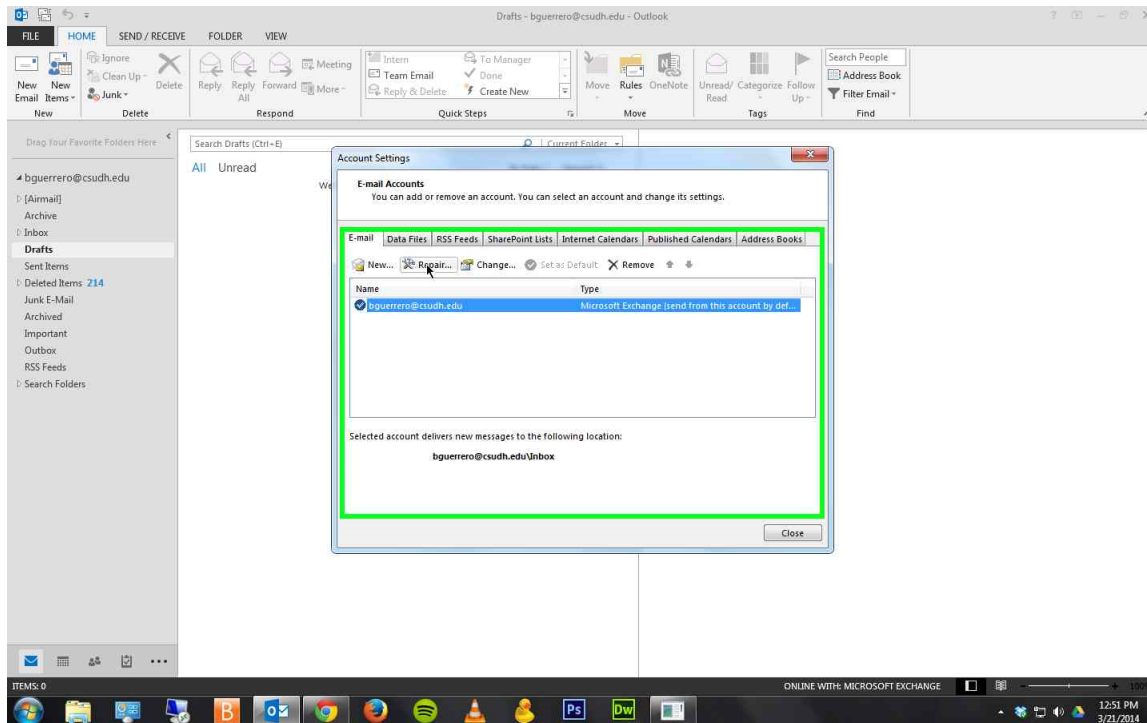 Drafts - bguerrero@csudh.edu - Outlook
FILE HOME SEND / RECEIVE FOLDER VIEW
New Email
New Items
Ignore
Clean Up
Junk
Delete
Reply
Reply All
Forward
Meeting
More
Intern
Team Email
Reply & Delete
To Manager
Done
Create New
Move
Rules
OneNote
Unread/ Read
Categorize
Follow Up
Search People
Address Book
Filter Email
New Delete Respond Quick Steps Move Tags Find
Drag Your Favorite Folders Here
bguerrero@csudh.edu
[Airmail]
Archive
Inbox
Drafts
Sent Items
Deleted Items 214
Junk E-Mail
Archived
Important
Outbox
RSS Feeds
Search Folders
Search Drafts (Ctrl+E) Current Folder
All Unread
We
Account Settings
E-mail Accounts
You can add or remove an account. You can select an account and change its settings.
E-mail Data Files RSS Feeds SharePoint Lists Internet Calendars Published Calendars Address Books
New... Repair... Change... Set as Default Remove
Name Type
bguerrero@csudh.edu Microsoft Exchange (send from this account by def...
Selected account delivers new messages to the following location:
bguerrero@csudh.edu\Inbox
Close
ITEMS: 0 ONLINE WITH: MICROSOFT EXCHANGE
B Ps Dw
12:51 PM
3/21/2014